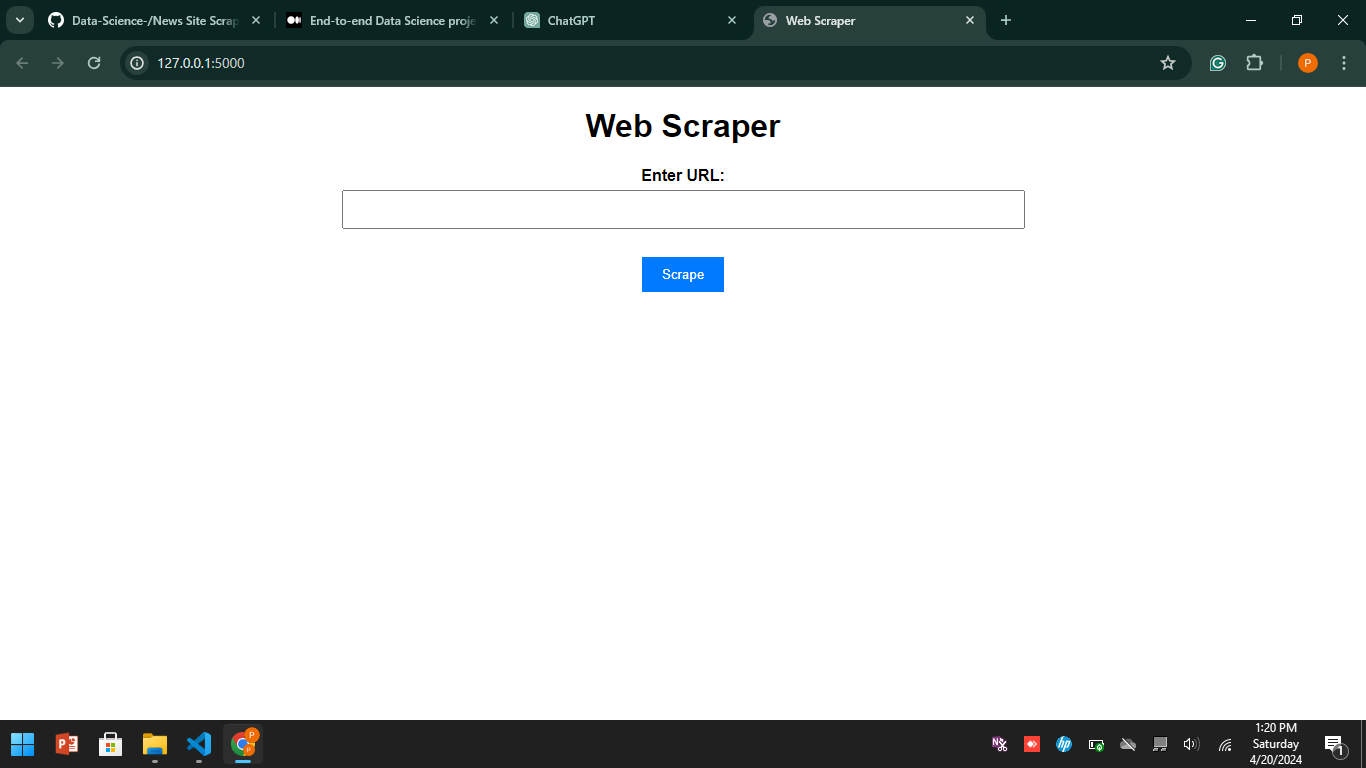 Data-Science-/News Site Scrap
End-to-end Data Science proje
ChatGPT
Web Scraper
127.0.0.1:5000
P
Web Scraper
Enter URL:
Scrape
1:20 PM
Saturday
4/20/2024
1